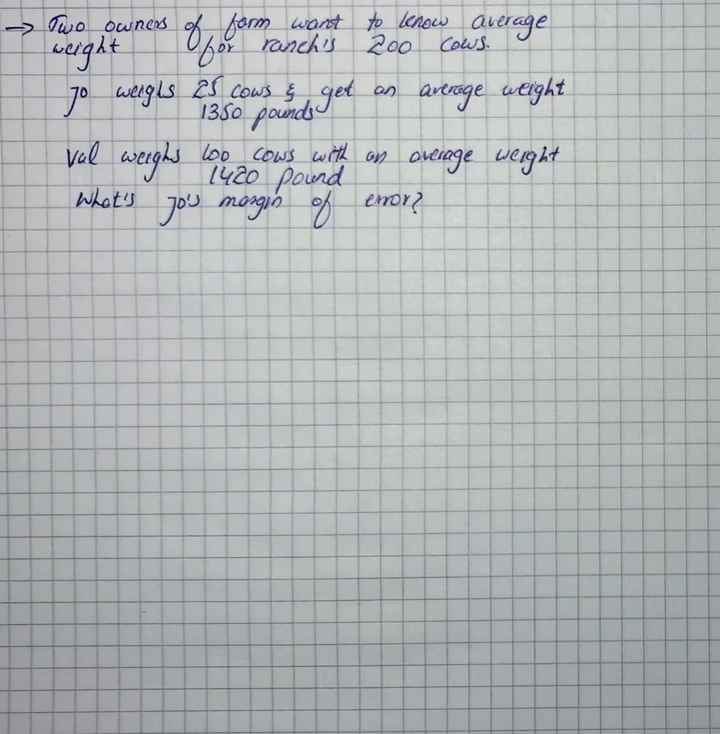 → Two owners of farm want to know average
weight for ranch's 200 cows.
Jo weighs 25 cows & get an average weight
1350 pounds
Val weighs 100 cows with an average weight
1420 pound
What's Jo's margin of error?